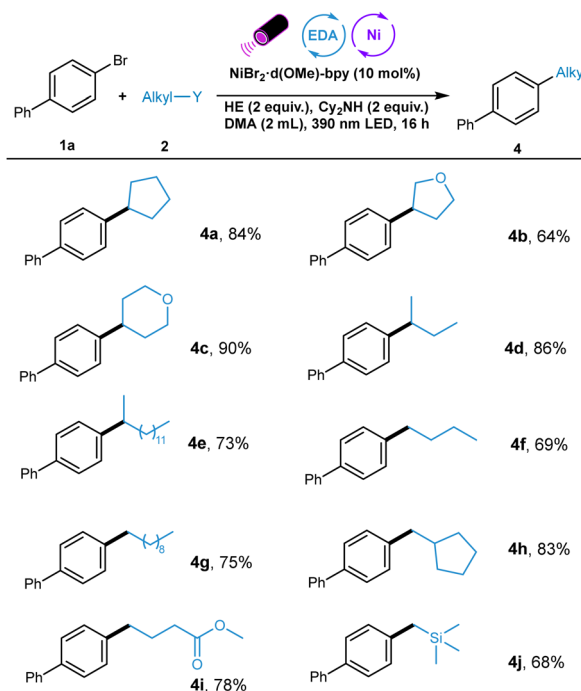 EDA Ni
NiBr₂·d(OMe)-bpy (10 mol%)
Br
Alkyl
Ph + Alkyl—Y
HE (2 equiv.), Cy₂NH (2 equiv.)
DMA (2 mL), 390 nm LED, 16 h
Ph
1a 2 4
O
4a, 84% 4b, 64%
Ph Ph
O
4c, 90% 4d, 86%
Ph Ph
11
4e, 73% 4f, 69%
Ph Ph
8
4g, 75% 4h, 83%
Ph Ph
O
O
Si
Ph 4i, 78% Ph 4j, 68%